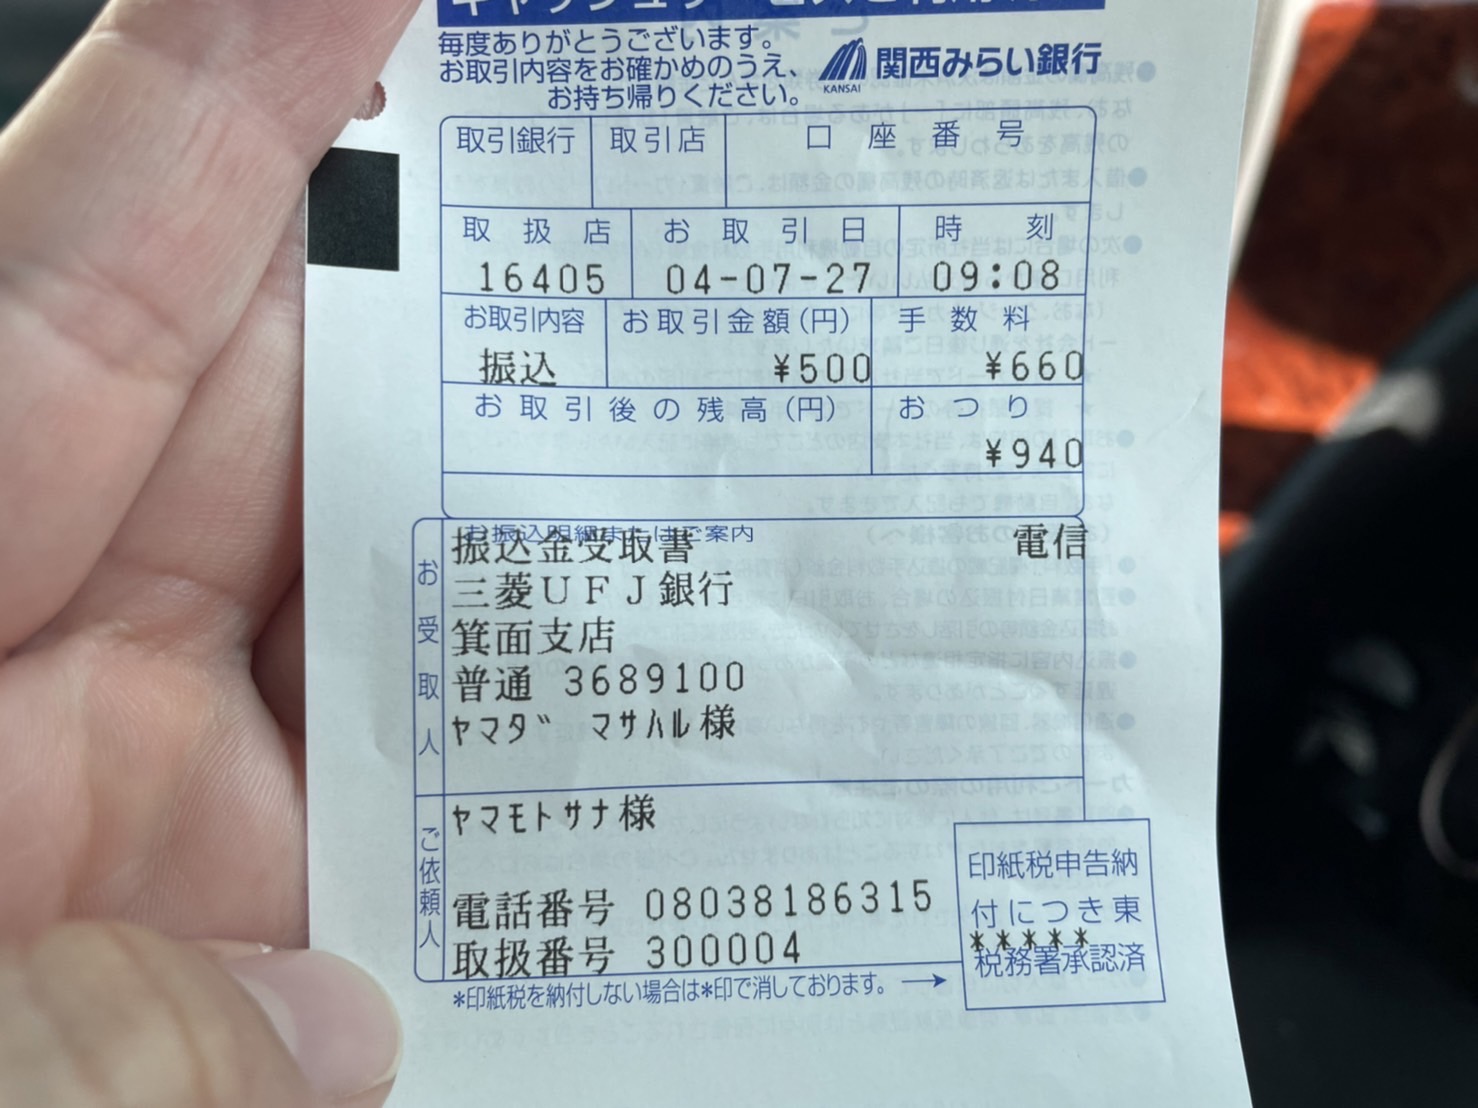 毎度ありがとうございます。
お取引内容をお確かめのうえ、
お持ち帰りください。
KANSAI
関西みらい銀行
取引銀行 取引店 口座番号
取扱店 お取引日 時刻
16405 04-07-27 09:08
お取引内容 お取引金額(円) 手数料
振込 ¥500 ¥660
お取引後の残高(円) おつり
¥940
お振込明細またはご案内
振込金受取書 電信
お受取人
三菱UFJ銀行
箕面支店
普通 3689100
ヤマダ マサハル様
ご依頼人
ヤマモトサナ様
電話番号 08038186315
取扱番号 300004
印紙税申告納
付につき東
*****
税務署承認済
*印紙税を納付しない場合は*印で消しております。→